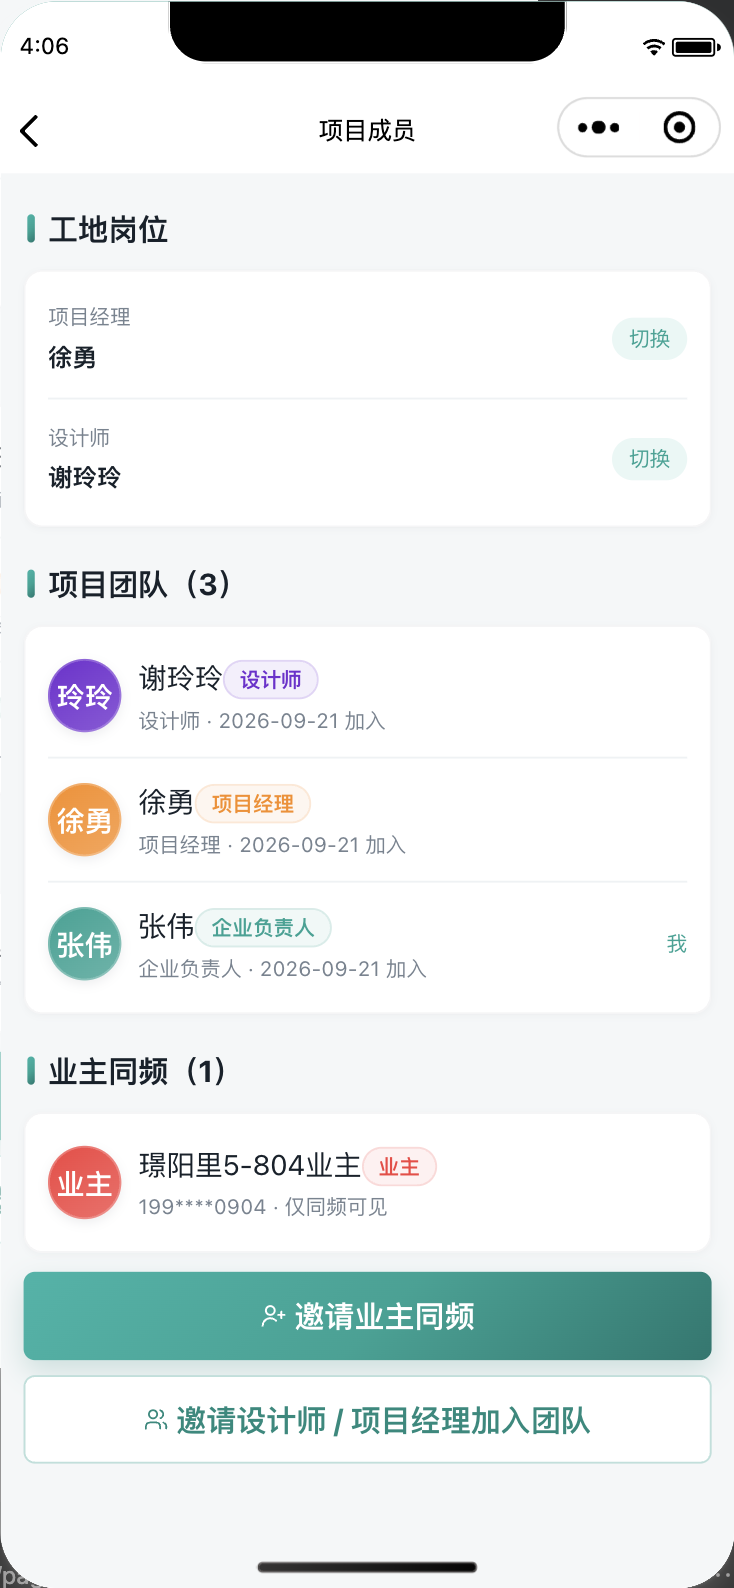 4:06
项目成员
工地岗位
项目经理
徐勇
切换
设计师
谢玲玲
切换
项目团队（3）
玲玲
谢玲玲 设计师
设计师 · 2026-09-21 加入
徐勇
徐勇 项目经理
项目经理 · 2026-09-21 加入
张伟
张伟 企业负责人
企业负责人 · 2026-09-21 加入
我
业主同频（1）
业主
璟阳里5-804业主 业主
199****0904 · 仅同频可见
邀请业主同频
邀请设计师 / 项目经理加入团队